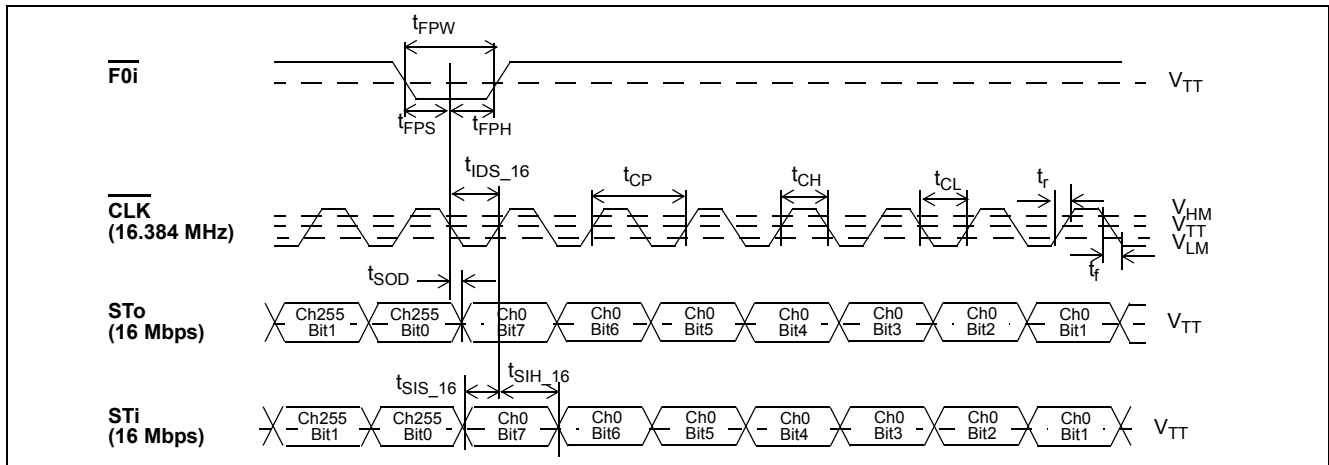 tFPW
F0i
VTT
tFPS tFPH
tIDS_16
tCP
tCH
tCL
tr
CLK
(16.384 MHz)
VHM
VTT
VLM
tf
tSOD
STo
(16 Mbps)
Ch255 Bit1
Ch255 Bit0
Ch0 Bit7
Ch0 Bit6
Ch0 Bit5
Ch0 Bit4
Ch0 Bit3
Ch0 Bit2
Ch0 Bit1
VTT
tSIS_16
tSIH_16
STi
(16 Mbps)
Ch255 Bit1
Ch255 Bit0
Ch0 Bit7
Ch0 Bit6
Ch0 Bit5
Ch0 Bit4
Ch0 Bit3
Ch0 Bit2
Ch0 Bit1
VTT